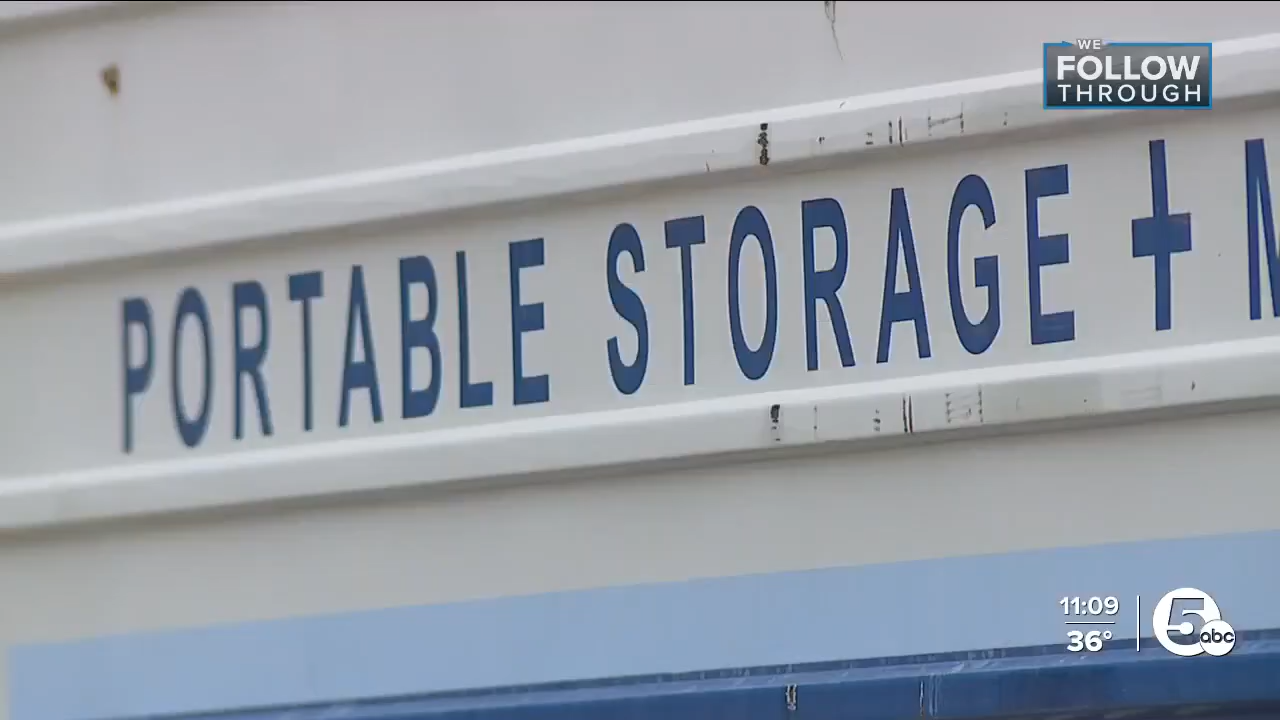 WE
FOLLOW
THROUGH
PORTABLE STORAGE + M
11:09
36°
5 abc